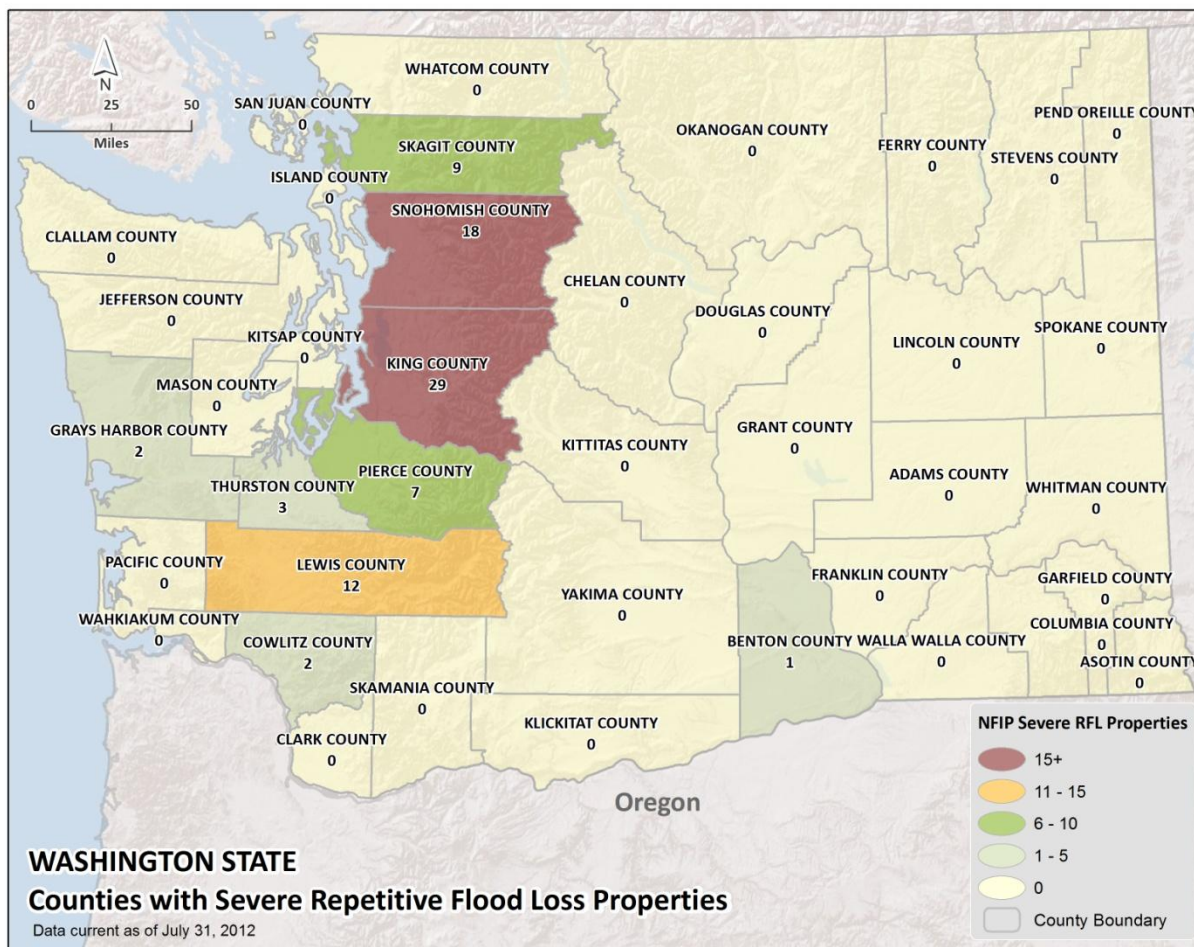 N
0 25 50
Miles
WHATCOM COUNTY
0
SAN JUAN COUNTY
0
SKAGIT COUNTY
9
ISLAND COUNTY
0
SNOHOMISH COUNTY
18
OKANOGAN COUNTY
0
FERRY COUNTY
0
PEND OREILLE COUNTY
0
STEVENS COUNTY
0
CLALLAM COUNTY
0
JEFFERSON COUNTY
0
KITSAP COUNTY
0
KING COUNTY
29
CHELAN COUNTY
0
DOUGLAS COUNTY
0
LINCOLN COUNTY
0
SPOKANE COUNTY
0
MASON COUNTY
0
GRAYS HARBOR COUNTY
2
THURSTON COUNTY
3
PIERCE COUNTY
7
KITTITAS COUNTY
0
GRANT COUNTY
0
ADAMS COUNTY
0
WHITMAN COUNTY
0
PACIFIC COUNTY
0
LEWIS COUNTY
12
YAKIMA COUNTY
0
FRANKLIN COUNTY
0
GARFIELD COUNTY
0
WAHKIAKUM COUNTY
0
COWLITZ COUNTY
2
BENTON COUNTY
1
WALLA WALLA COUNTY
0
COLUMBIA COUNTY
0
ASOTIN COUNTY
0
SKAMANIA COUNTY
0
CLARK COUNTY
0
KLICKITAT COUNTY
0
Oregon
NFIP Severe RFL Properties
15+
11 - 15
6 - 10
1 - 5
0
County Boundary
WASHINGTON STATE
Counties with Severe Repetitive Flood Loss Properties
Data current as of July 31, 2012